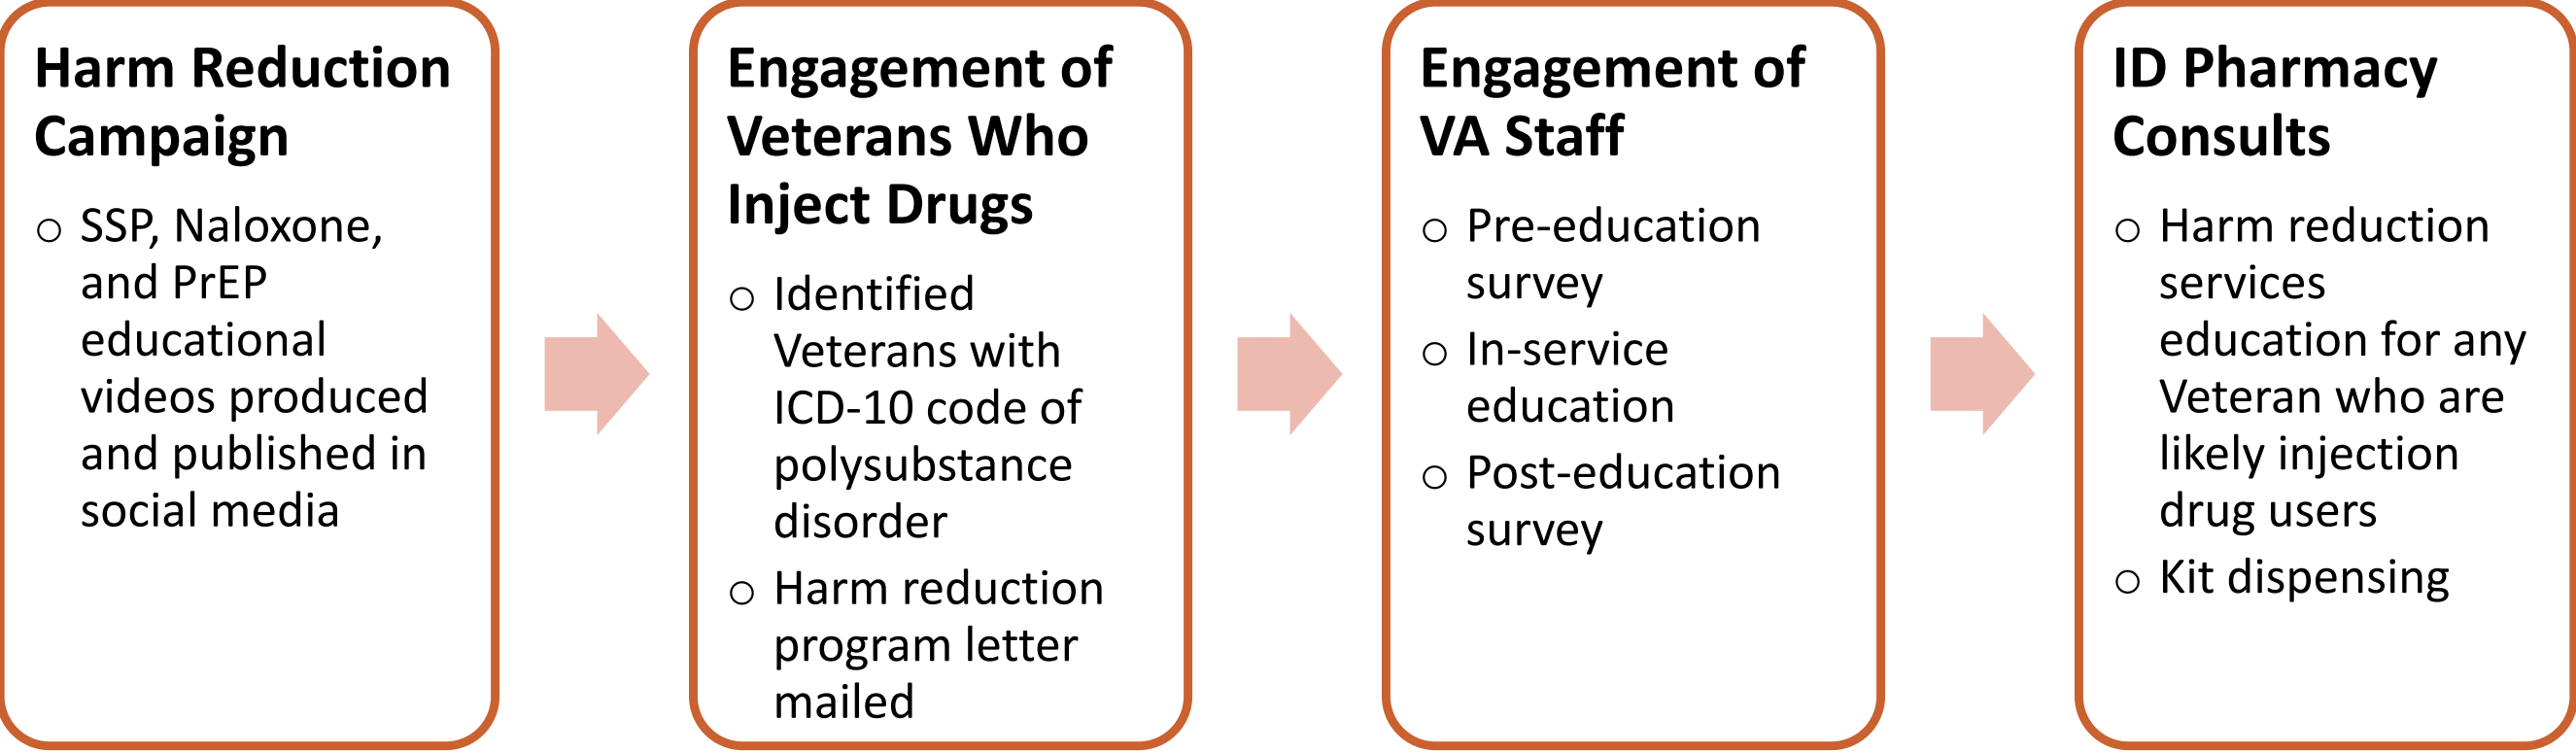 Harm Reduction
Campaign
○ SSP, Naloxone,
and PrEP
educational
videos produced
and published in
social media
Engagement of
Veterans Who
Inject Drugs
○ Identified
Veterans with
ICD-10 code of
polysubstance
disorder
○ Harm reduction
program letter
mailed
Engagement of
VA Staff
○ Pre-education
survey
○ In-service
education
○ Post-education
survey
ID Pharmacy
Consults
○ Harm reduction
services
education for any
Veteran who are
likely injection
drug users
○ Kit dispensing